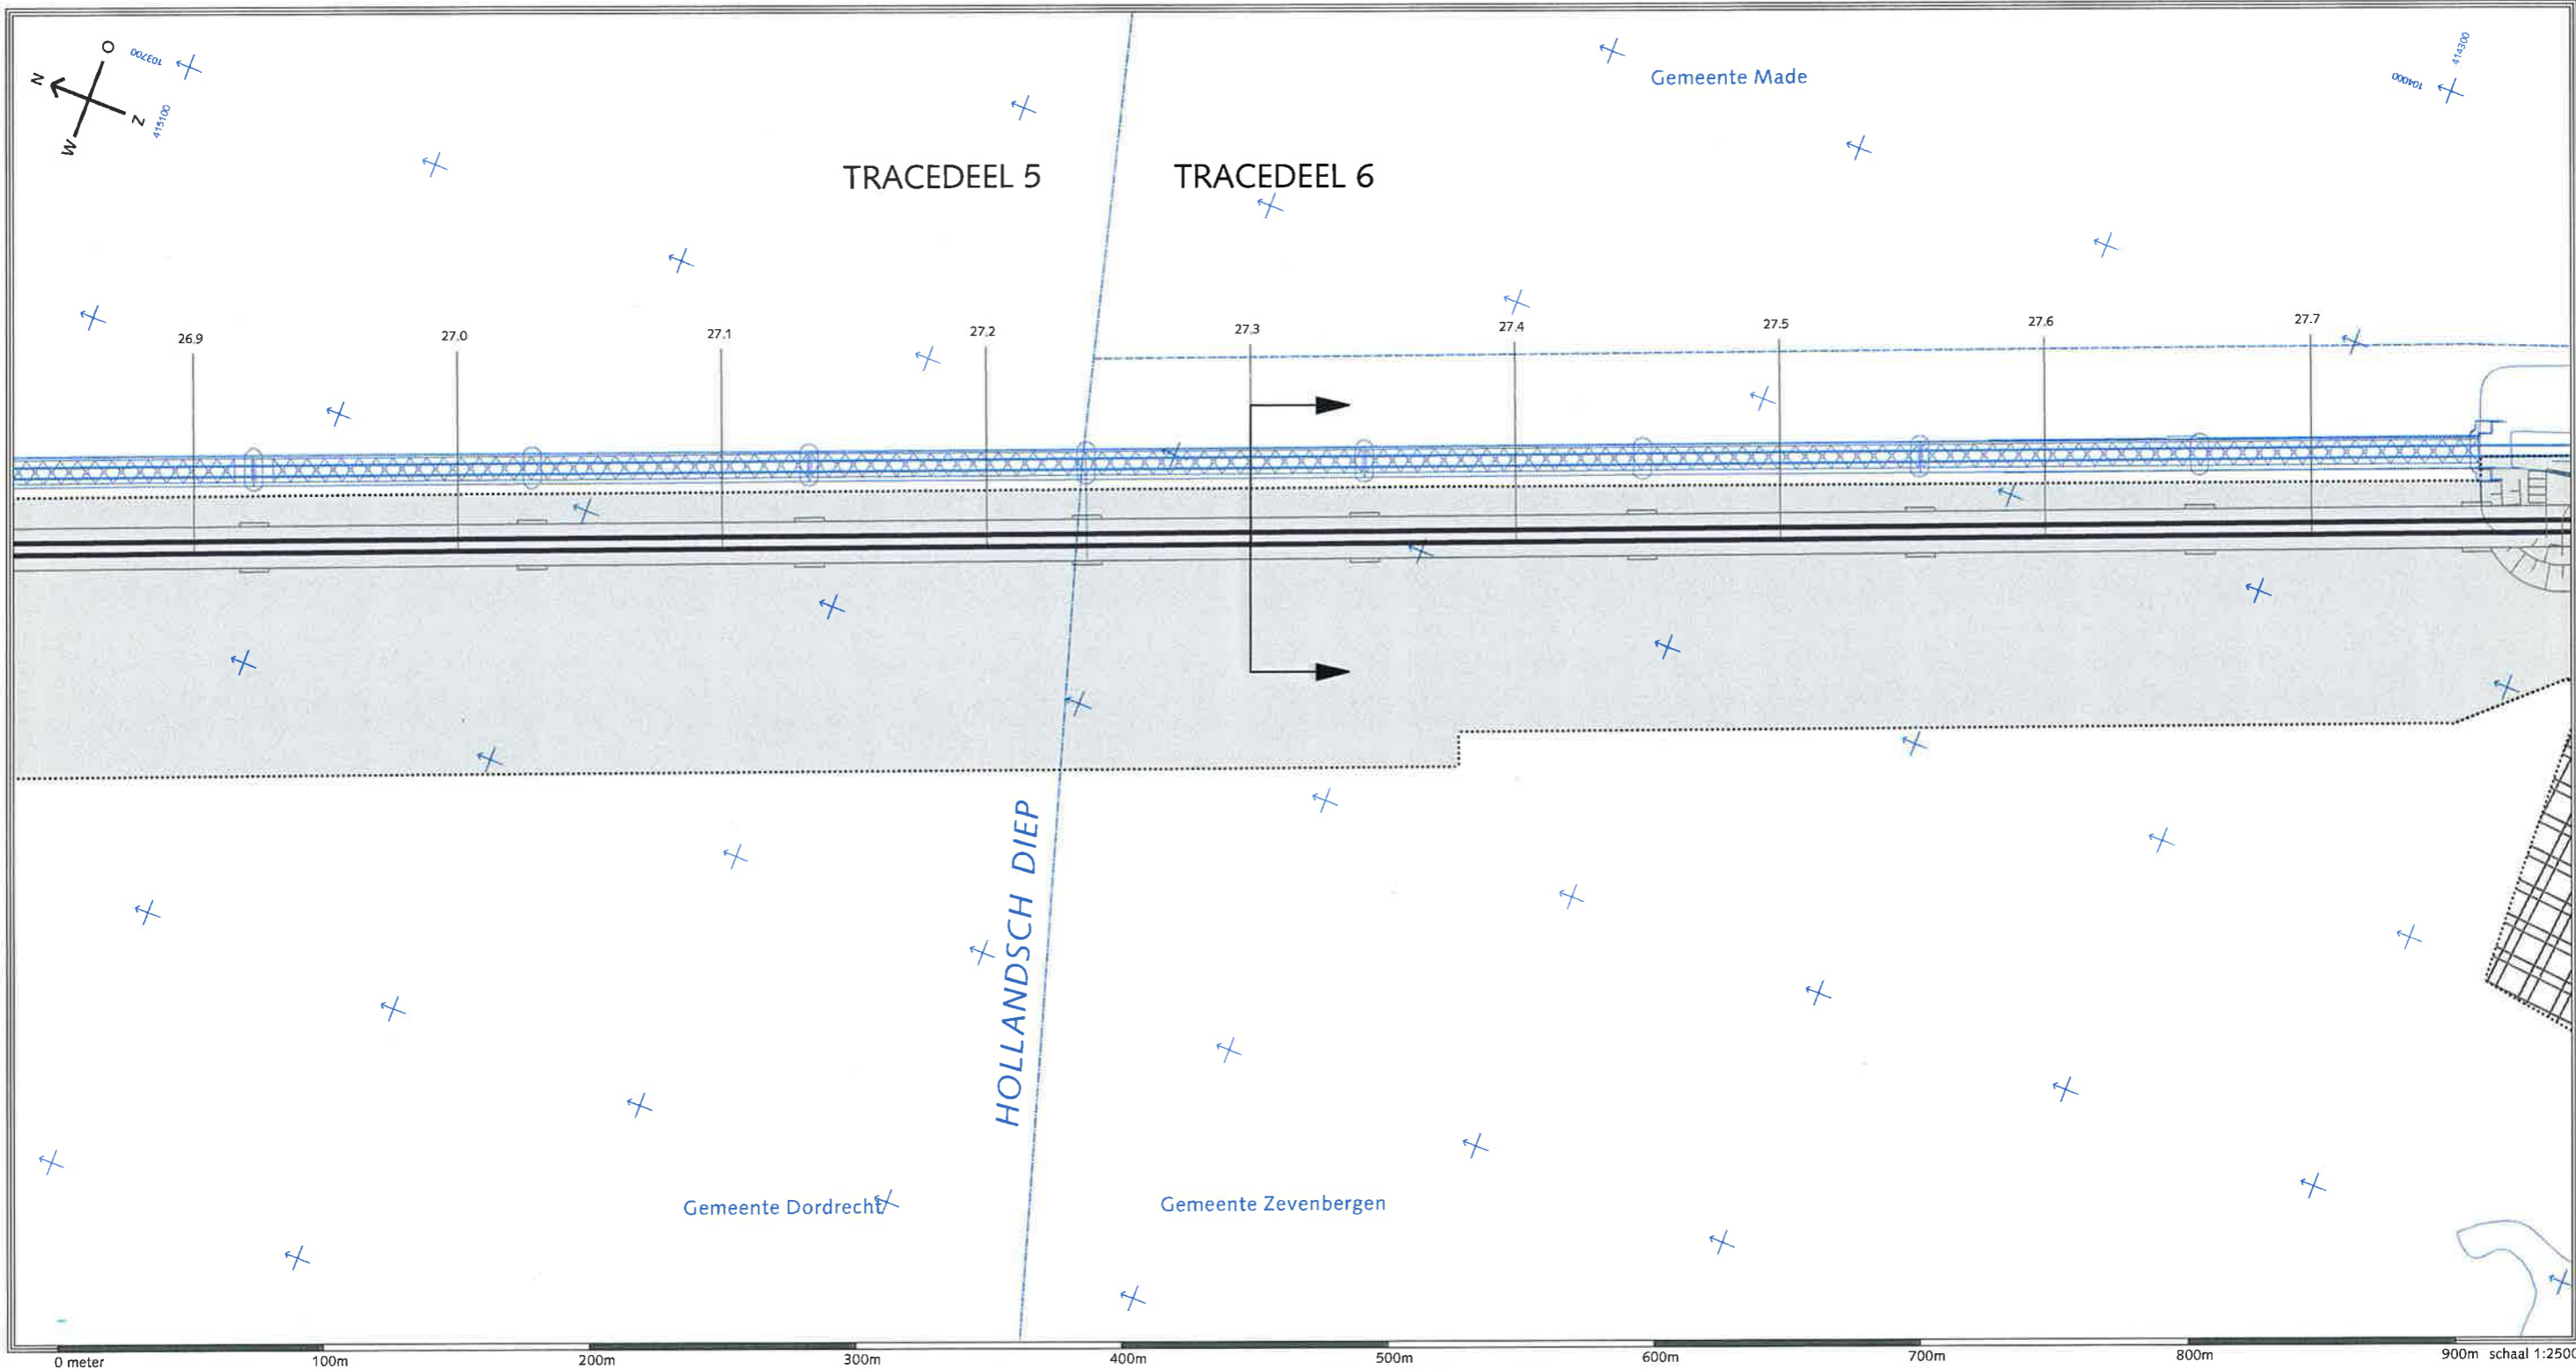 O
N
Z
W
103700
415100
Gemeente Made
414300
104000
TRACEDEEL 5
TRACEDEEL 6
26.9
27.0
27.1
27.2
27.3
27.4
27.5
27.6
27.7
HOLLANDSCH DIEP
Gemeente Dordrecht
Gemeente Zevenbergen
0 meter
100m
200m
300m
400m
500m
600m
700m
800m
900m schaal 1:2500